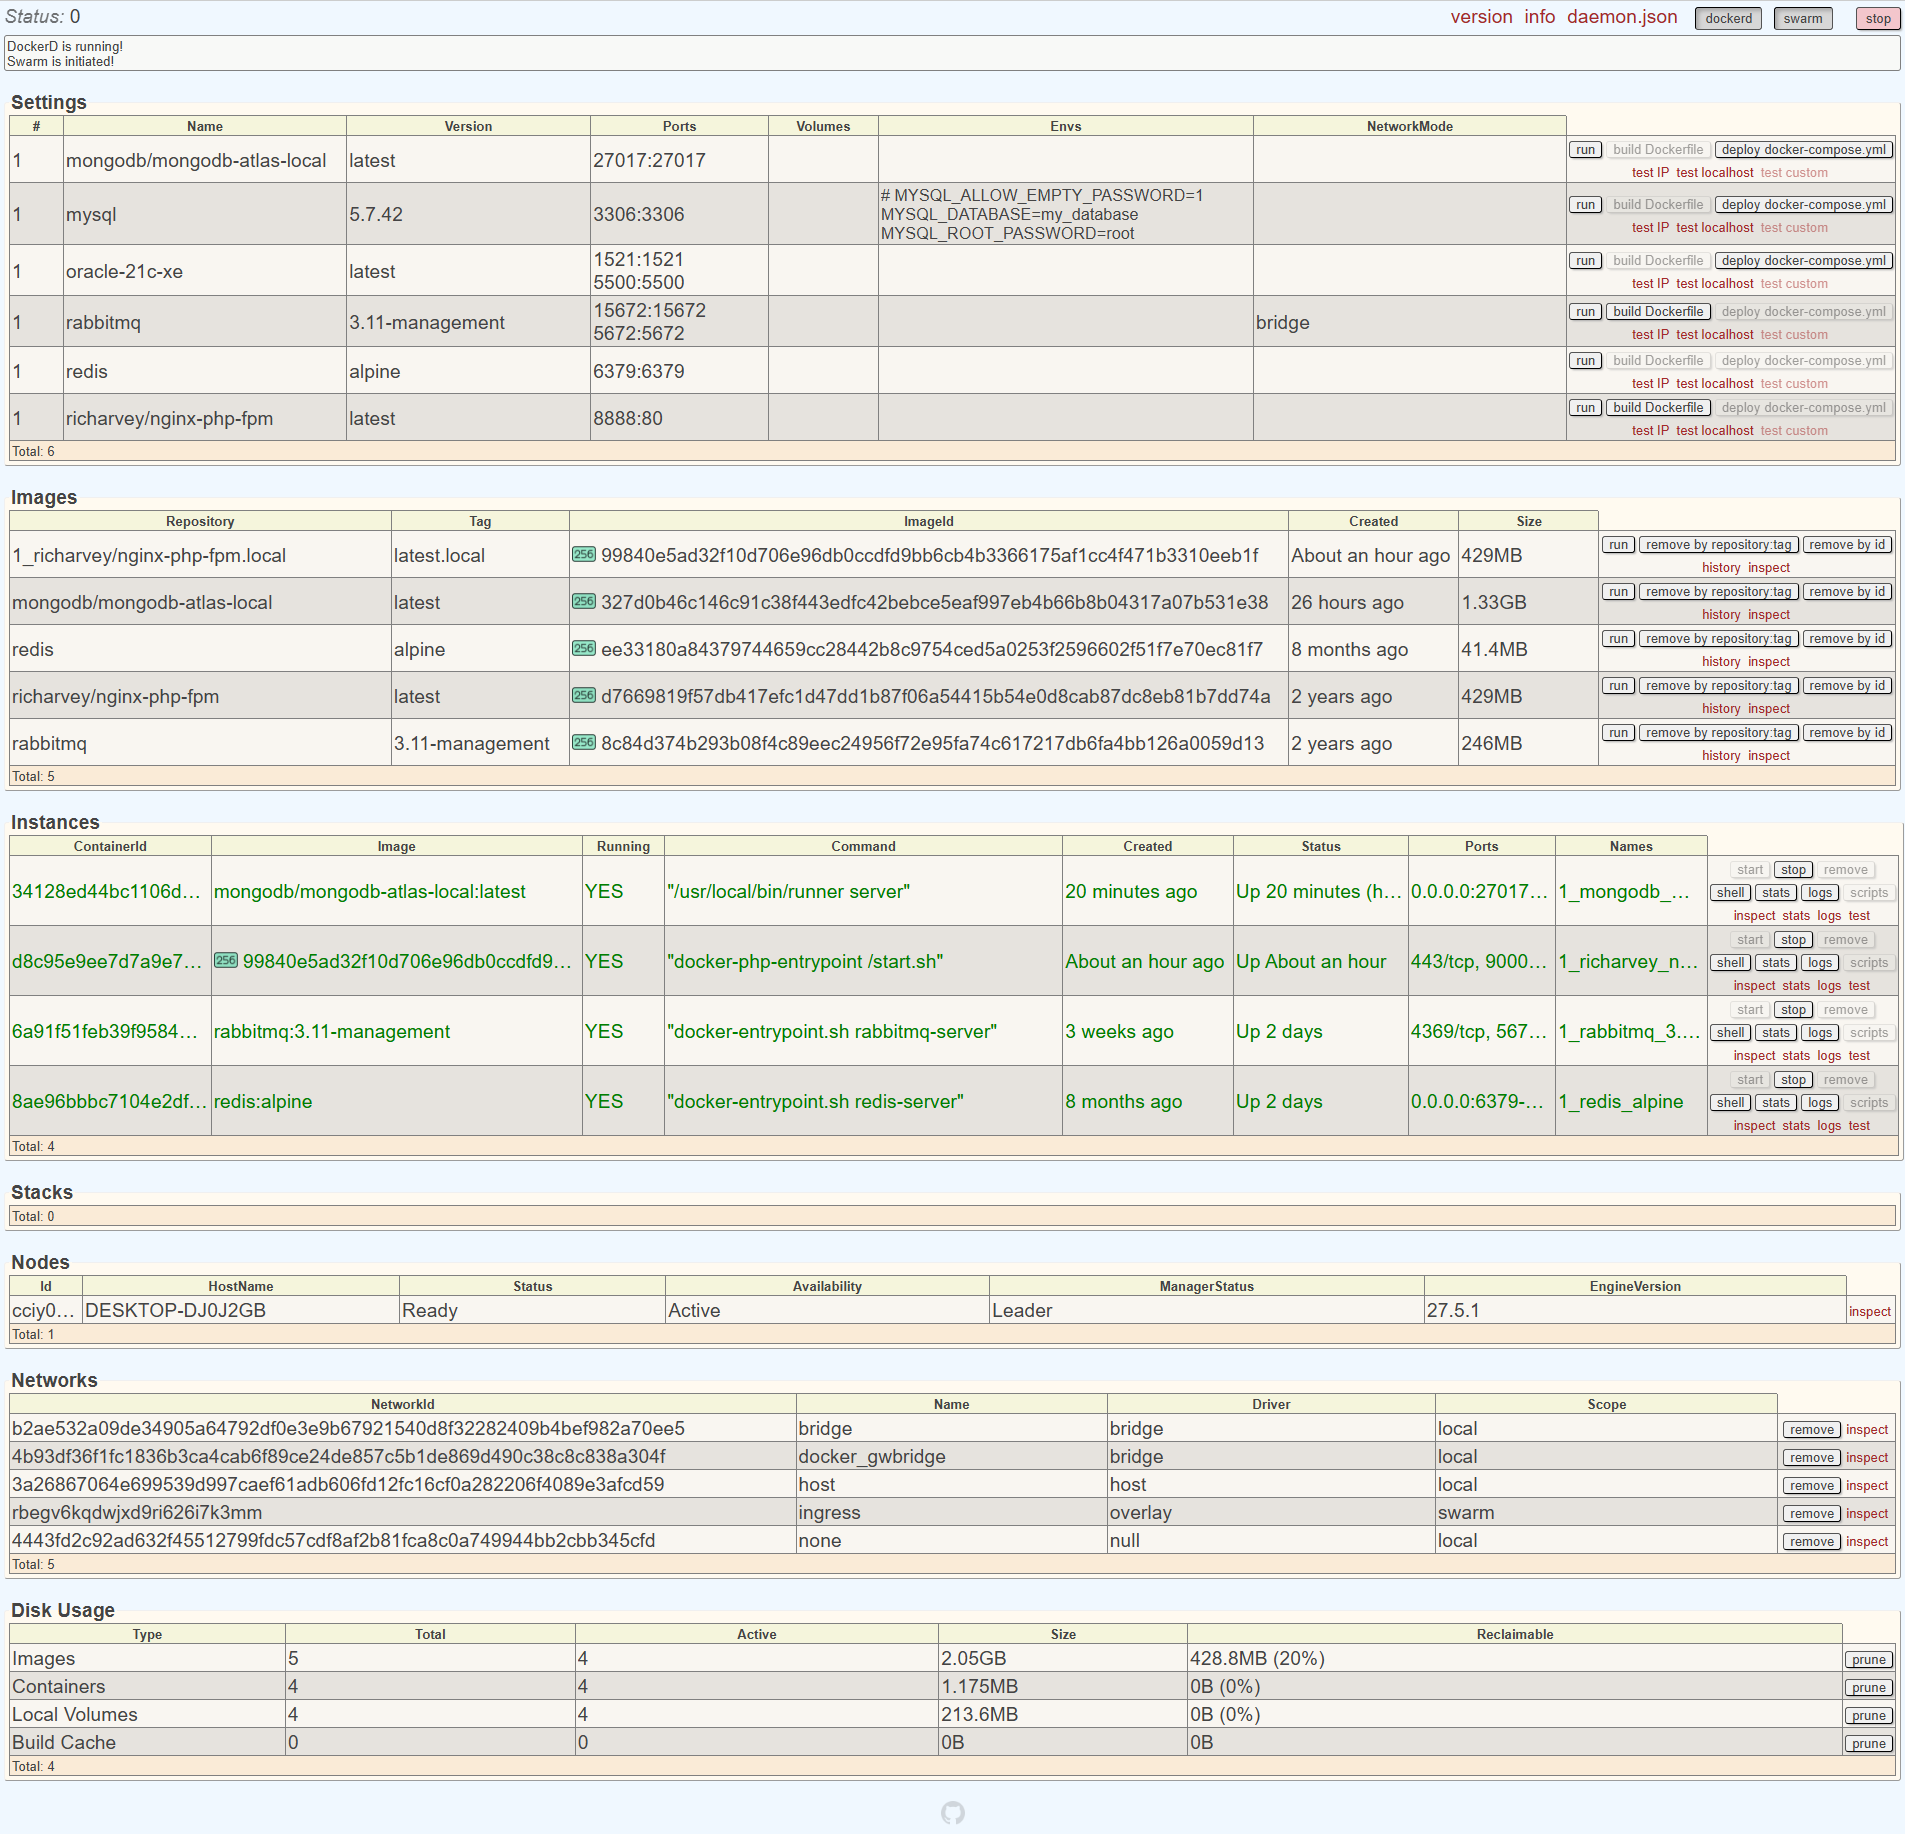 Status: 0 version info daemon.json dockerd swarm stop
DockerD is running!
Swarm is initiated!
Settings
# Name Version Ports Volumes Envs NetworkMode
1 mongodb/mongodb-atlas-local latest 27017:27017 run build Dockerfile deploy docker-compose.yml
test IP test localhost test custom
# MYSQL_ALLOW_EMPTY_PASSWORD=1
1 mysql 5.7.42 3306:3306 MYSQL_DATABASE=my_database run build Dockerfile deploy docker-compose.yml
MYSQL_ROOT_PASSWORD=root test IP test localhost test custom
1 oracle-21c-xe latest 1521:1521 run build Dockerfile deploy docker-compose.yml
5500:5500 test IP test localhost test custom
1 rabbitmq 3.11-management 15672:15672 bridge run build Dockerfile deploy docker-compose.yml
5672:5672 test IP test localhost test custom
1 redis alpine 6379:6379 run build Dockerfile deploy docker-compose.yml
test IP test localhost test custom
1 richarvey/nginx-php-fpm latest 8888:80 run build Dockerfile deploy docker-compose.yml
test IP test localhost test custom
Total: 6
Images
Repository Tag ImageId Created Size
1_richarvey/nginx-php-fpm.local latest.local 256 99840e5ad32f10d706e96db0ccdfd9bb6cb4b3366175af1cc4f471b3310eeb1f About an hour ago 429MB run remove by repository:tag remove by id
history inspect
mongodb/mongodb-atlas-local latest 256 327d0b46c146c91c38f443edfc42bebce5eaf997eb4b66b8b04317a07b531e38 26 hours ago 1.33GB run remove by repository:tag remove by id
history inspect
redis alpine 256 ee33180a84379744659cc28442b8c9754ced5a0253f2596602f51f7e70ec81f7 8 months ago 41.4MB run remove by repository:tag remove by id
history inspect
richarvey/nginx-php-fpm latest 256 d7669819f57db417efc1d47dd1b87f06a54415b54e0d8cab87dc8eb81b7dd74a 2 years ago 429MB run remove by repository:tag remove by id
history inspect
rabbitmq 3.11-management 256 8c84d374b293b08f4c89eec24956f72e95fa74c617217db6fa4bb126a0059d13 2 years ago 246MB run remove by repository:tag remove by id
history inspect
Total: 5
Instances
ContainerId Image Running Command Created Status Ports Names
start stop remove
34128ed44bc1106d... mongodb/mongodb-atlas-local:latest YES "/usr/local/bin/runner server" 20 minutes ago Up 20 minutes (h... 0.0.0.0:27017... 1_mongodb_... shell stats logs scripts
inspect stats logs test
start stop remove
d8c95e9ee7d7a9e7... 256 99840e5ad32f10d706e96db0ccdfd9... YES "docker-php-entrypoint /start.sh" About an hour ago Up About an hour 443/tcp, 9000... 1_richarvey_n... shell stats logs scripts
inspect stats logs test
start stop remove
6a91f51feb39f9584... rabbitmq:3.11-management YES "docker-entrypoint.sh rabbitmq-server" 3 weeks ago Up 2 days 4369/tcp, 567... 1_rabbitmq_3.... shell stats logs scripts
inspect stats logs test
start stop remove
8ae96bbbc7104e2df... redis:alpine YES "docker-entrypoint.sh redis-server" 8 months ago Up 2 days 0.0.0.0:6379-... 1_redis_alpine shell stats logs scripts
inspect stats logs test
Total: 4
Stacks
Total: 0
Nodes
Id HostName Status Availability ManagerStatus EngineVersion
cciy0... DESKTOP-DJ0J2GB Ready Active Leader 27.5.1 inspect
Total: 1
Networks
NetworkId Name Driver Scope
b2ae532a09de34905a64792df0e3e9b67921540d8f32282409b4bef982a70ee5 bridge bridge local remove inspect
4b93df36f1fc1836b3ca4cab6f89ce24de857c5b1de869d490c38c8c838a304f docker_gwbridge bridge local remove inspect
3a26867064e699539d997caef61adb606fd12fc16cf0a282206f4089e3afcd59 host host local remove inspect
rbegv6kqdwjxd9ri626i7k3mm ingress overlay swarm remove inspect
4443fd2c92ad632f45512799fdc57cdf8af2b81fca8c0a749944bb2cbb345cfd none null local remove inspect
Total: 5
Disk Usage
Type Total Active Size Reclaimable
Images 5 4 2.05GB 428.8MB (20%) prune
Containers 4 4 1.175MB 0B (0%) prune
Local Volumes 4 4 213.6MB 0B (0%) prune
Build Cache 0 0 0B 0B prune
Total: 4